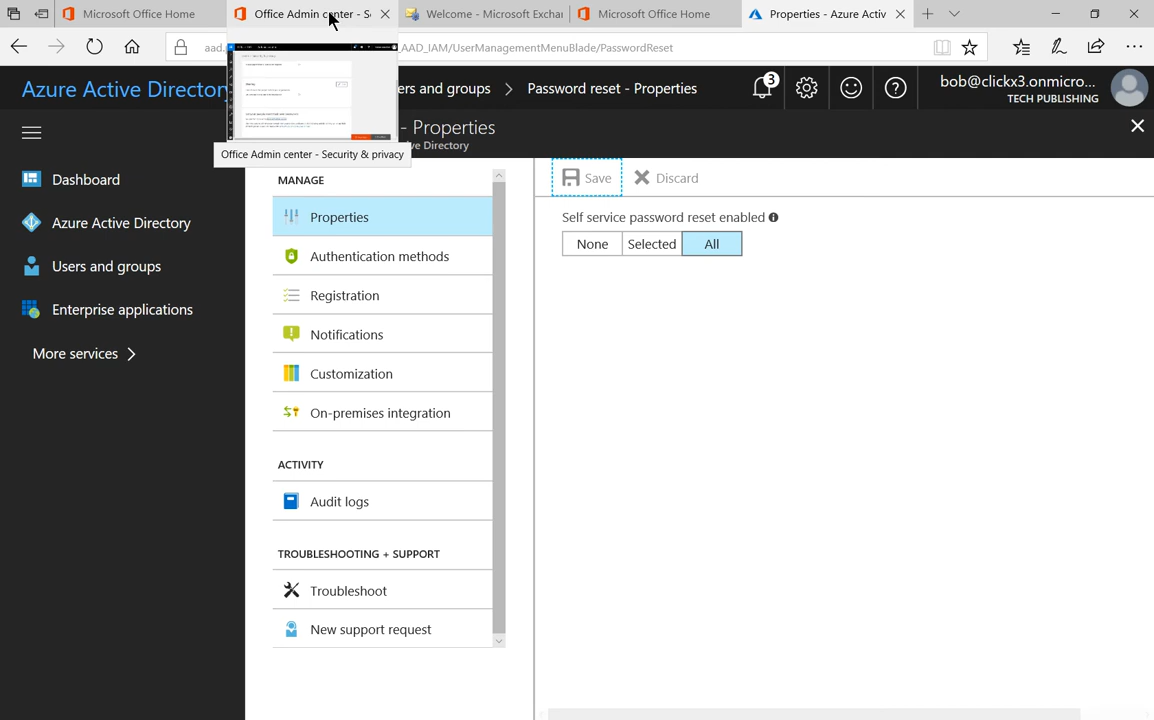 Microsoft Office Home
Office Admin center - S
Welcome - Microsoft Exchan
Microsoft Office Home
Properties - Azure Activ
aad.
AAD_IAM/UserManagementMenuBlade/PasswordReset
Azure Active Directory
ers and groups > Password reset - Properties
3
bob@clickx3.onmicro...
TECH PUBLISHING
- Properties
ve Directory
Office Admin center - Security & privacy
Dashboard
Azure Active Directory
Users and groups
Enterprise applications
More services >
MANAGE
Properties
Authentication methods
Registration
Notifications
Customization
On-premises integration
ACTIVITY
Audit logs
TROUBLESHOOTING + SUPPORT
Troubleshoot
New support request
Save
Discard
Self service password reset enabled
None
Selected
All